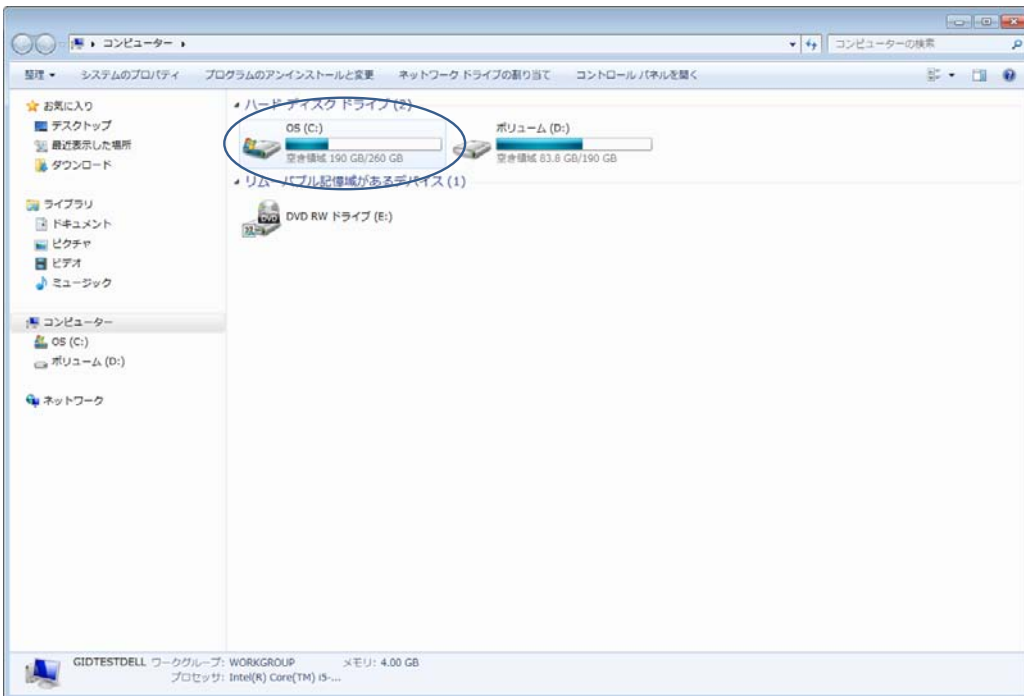 コンピューター
コンピューターの検索
整理
システムのプロパティ
プログラムのアンインストールと変更
ネットワーク ドライブの割り当て
コントロール パネルを開く
お気に入り
デスクトップ
最近表示した場所
ダウンロード
ライブラリ
ドキュメント
ピクチャ
ビデオ
ミュージック
コンピューター
OS (C:)
ボリューム (D:)
ネットワーク
ハード ディスク ドライブ (2)
OS (C:)
空き領域 190 GB/260 GB
ボリューム (D:)
空き領域 83.8 GB/190 GB
リムーバブル記憶域があるデバイス (1)
DVD
DVD RW ドライブ (E:)
GIDTESTDELL ワークグループ: WORKGROUP メモリ: 4.00 GB
プロセッサ: Intel(R) Core(TM) i5-...